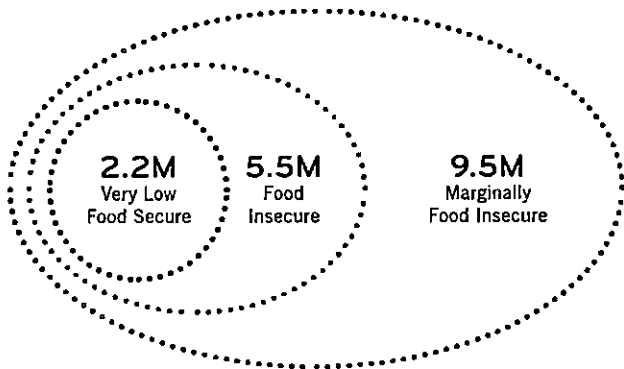 2.2M
Very Low
Food Secure
5.5M
Food
Insecure
9.5M
Marginally
Food Insecure